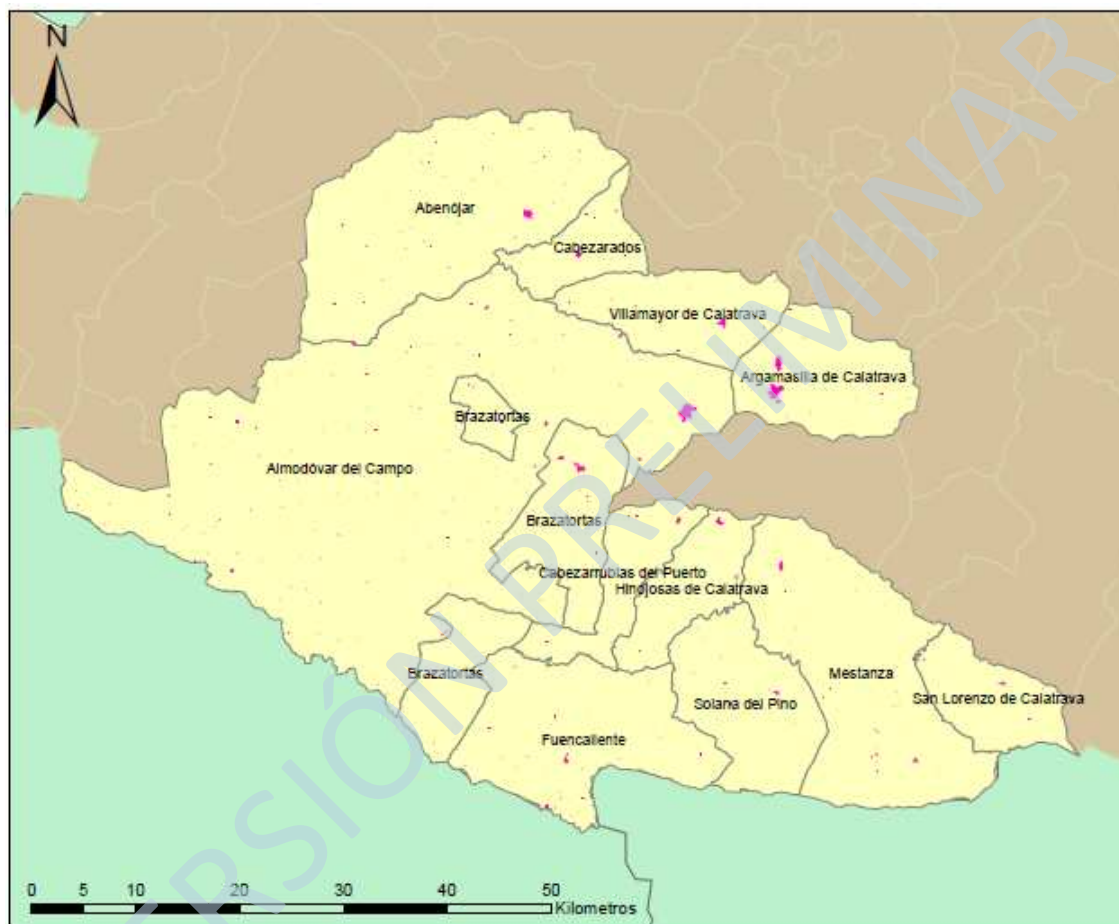 N
Abenójar
Cabezarados
Villamayor de Calatrava
Argamasilla de Calatrava
Brazatortas
Almodóvar del Campo
Brazatortas
Cabezarrubias del Puerto
Hinojosas de Calatrava
Brazatortas
Mestanza
San Lorenzo de Calatrava
Solana del Pino
Fuencaliente
0 5 10 20 30 40 50
Kilometros
VERSIÓN PRELIMINAR